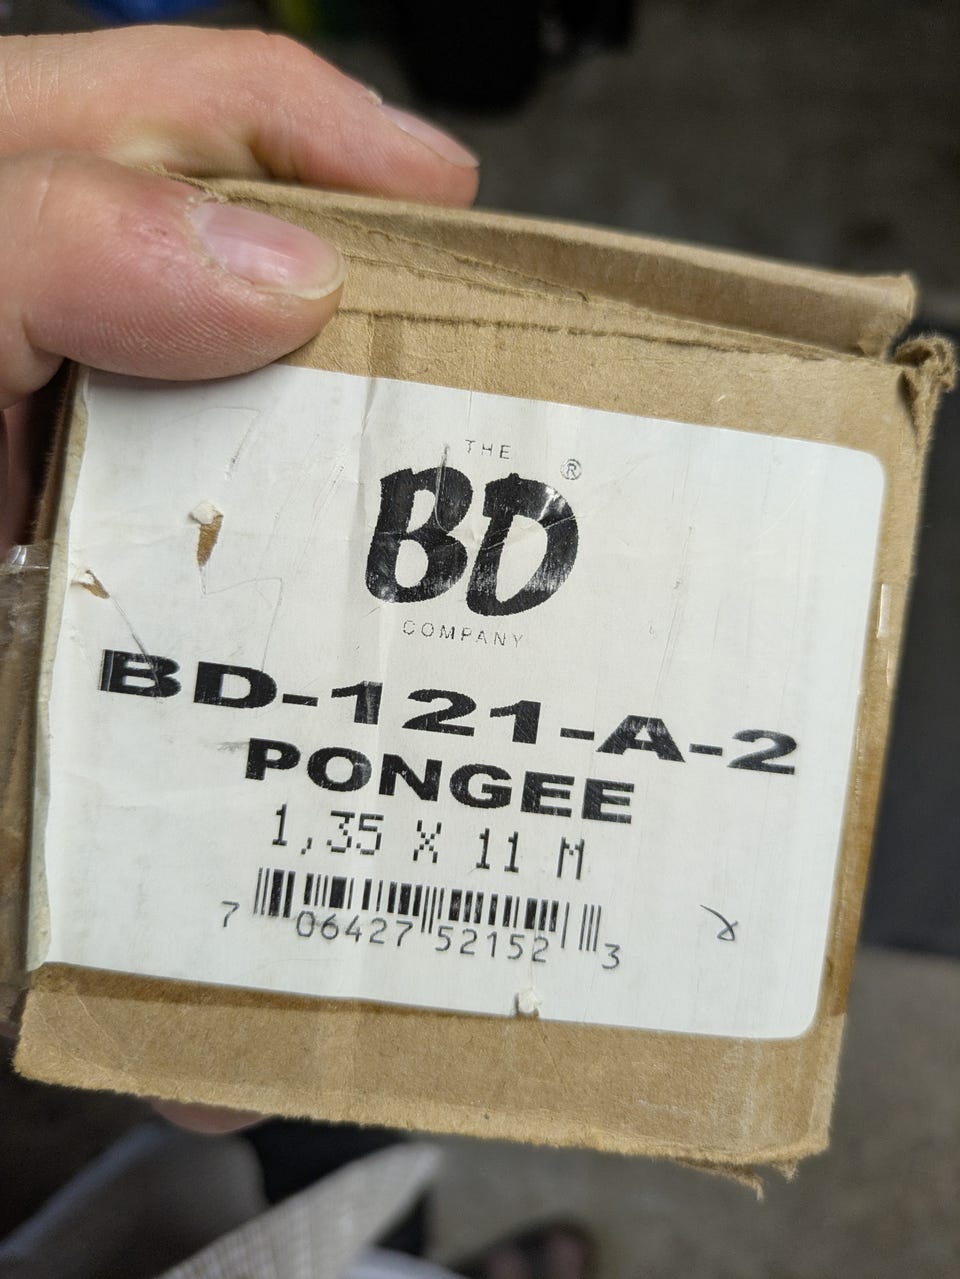 THE
BD®
COMPANY
BD-121-A-2
PONGEE
1,35 X 11 M
7 06427 52152 3